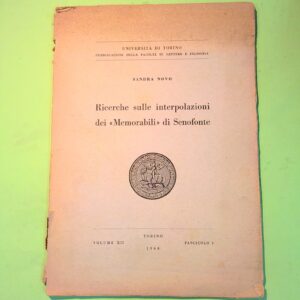 UNIVERSITÀ DI TORINO
PUBBLICAZIONI DELLA FACOLTÀ DI LETTERE E FILOSOFIA
SANDRA NOVO
Ricerche sulle interpolazioni
dei «Memorabili» di Senofonte
TORINO
VOLUME XII
1960
FASCICOLO 1